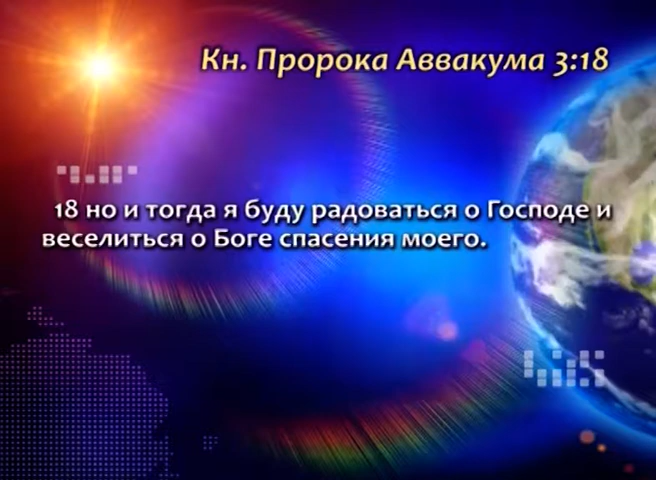 Кн. Пророка Аввакума 3:18
18 но и тогда я буду радоваться о Господе и
веселиться о Боге спасения моего.